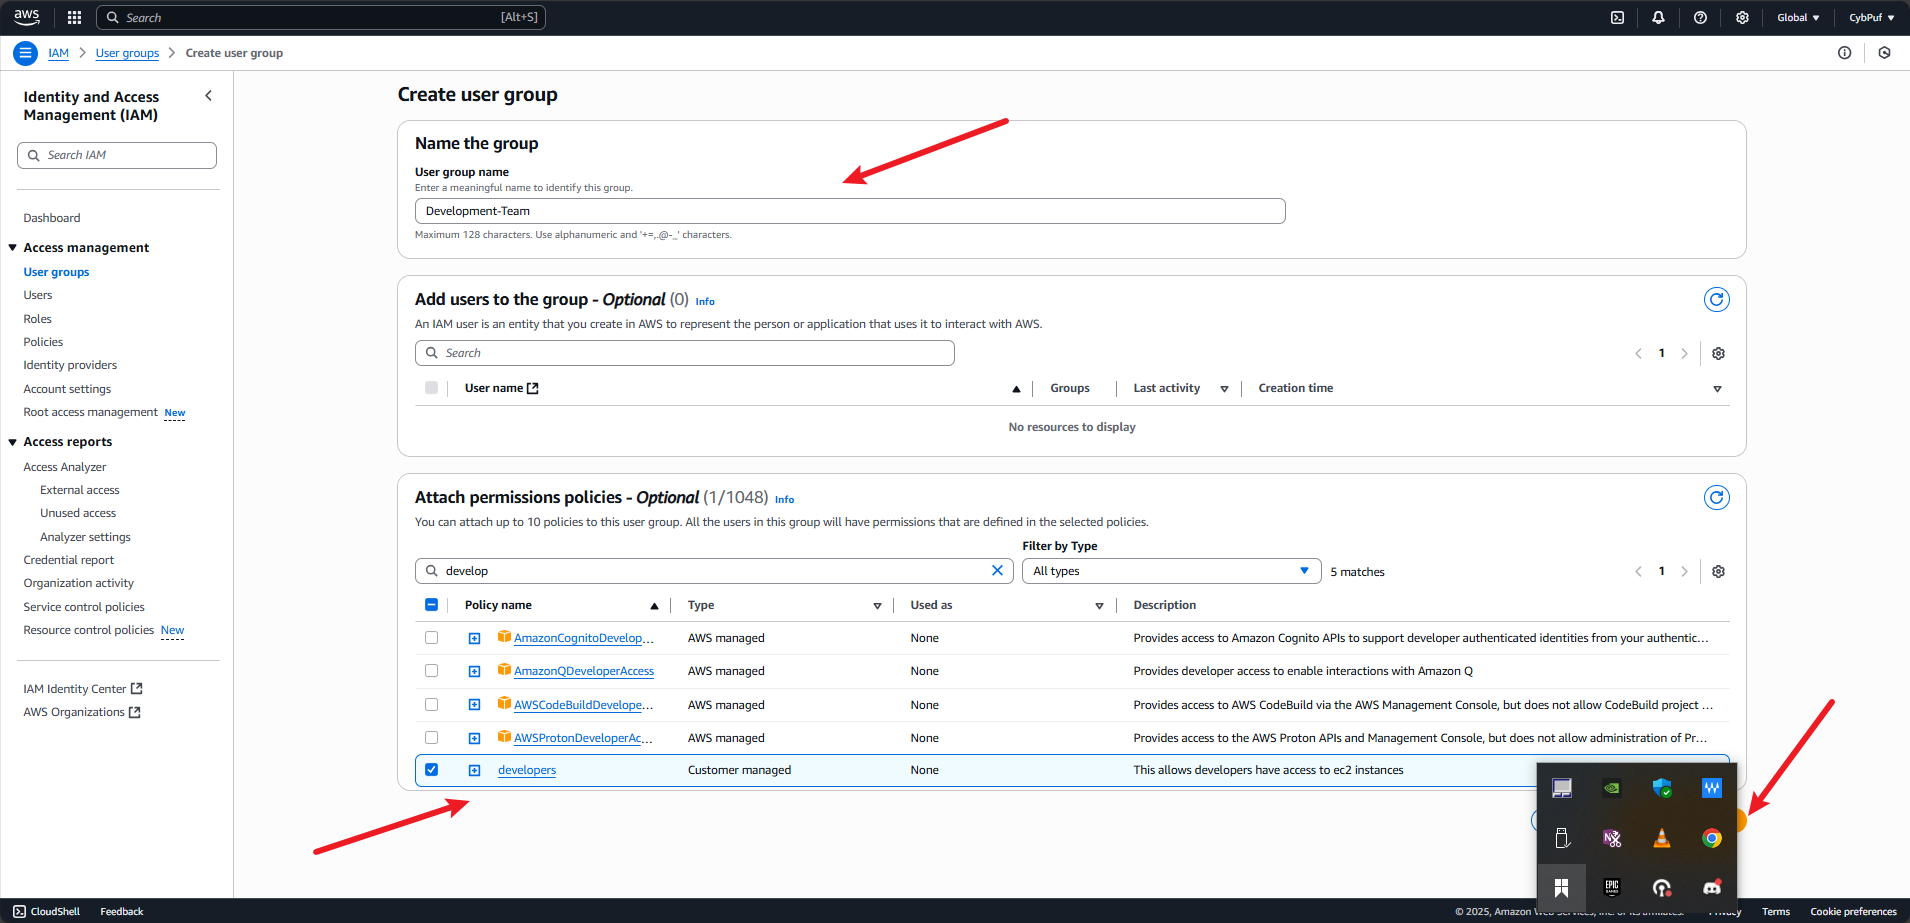 aws
Search [Alt+S]
Global
CybPuf
IAM > User groups > Create user group
Identity and Access
Management (IAM)
Search IAM
Dashboard
Access management
User groups
Users
Roles
Policies
Identity providers
Account settings
Root access management New
Access reports
Access Analyzer
External access
Unused access
Analyzer settings
Credential report
Organization activity
Service control policies
Resource control policies New
IAM Identity Center
AWS Organizations
Create user group
Name the group
User group name
Enter a meaningful name to identify this group.
Development-Team
Maximum 128 characters. Use alphanumeric and '+=,.@-_' characters.
Add users to the group - Optional (0) Info
An IAM user is an entity that you create in AWS to represent the person or application that uses it to interact with AWS.
Search
1
User name Groups Last activity Creation time
No resources to display
Attach permissions policies - Optional (1/1048) Info
You can attach up to 10 policies to this user group. All the users in this group will have permissions that are defined in the selected policies.
Filter by Type
develop All types 5 matches 1
Policy name Type Used as Description
AmazonCognitoDevelop... AWS managed None Provides access to Amazon Cognito APIs to support developer authenticated identities from your authentic...
AmazonQDeveloperAccess AWS managed None Provides developer access to enable interactions with Amazon Q
AWSCodeBuildDevelope... AWS managed None Provides access to AWS CodeBuild via the AWS Management Console, but does not allow CodeBuild project ...
AWSProtonDeveloperAc... AWS managed None Provides access to the AWS Proton APIs and Management Console, but does not allow administration of Pr...
developers Customer managed None This allows developers have access to ec2 instances
EPIC
GAMES
CloudShell Feedback
© 2025, Amazon Web Services, Inc. or its affiliates. Privacy Terms Cookie preferences